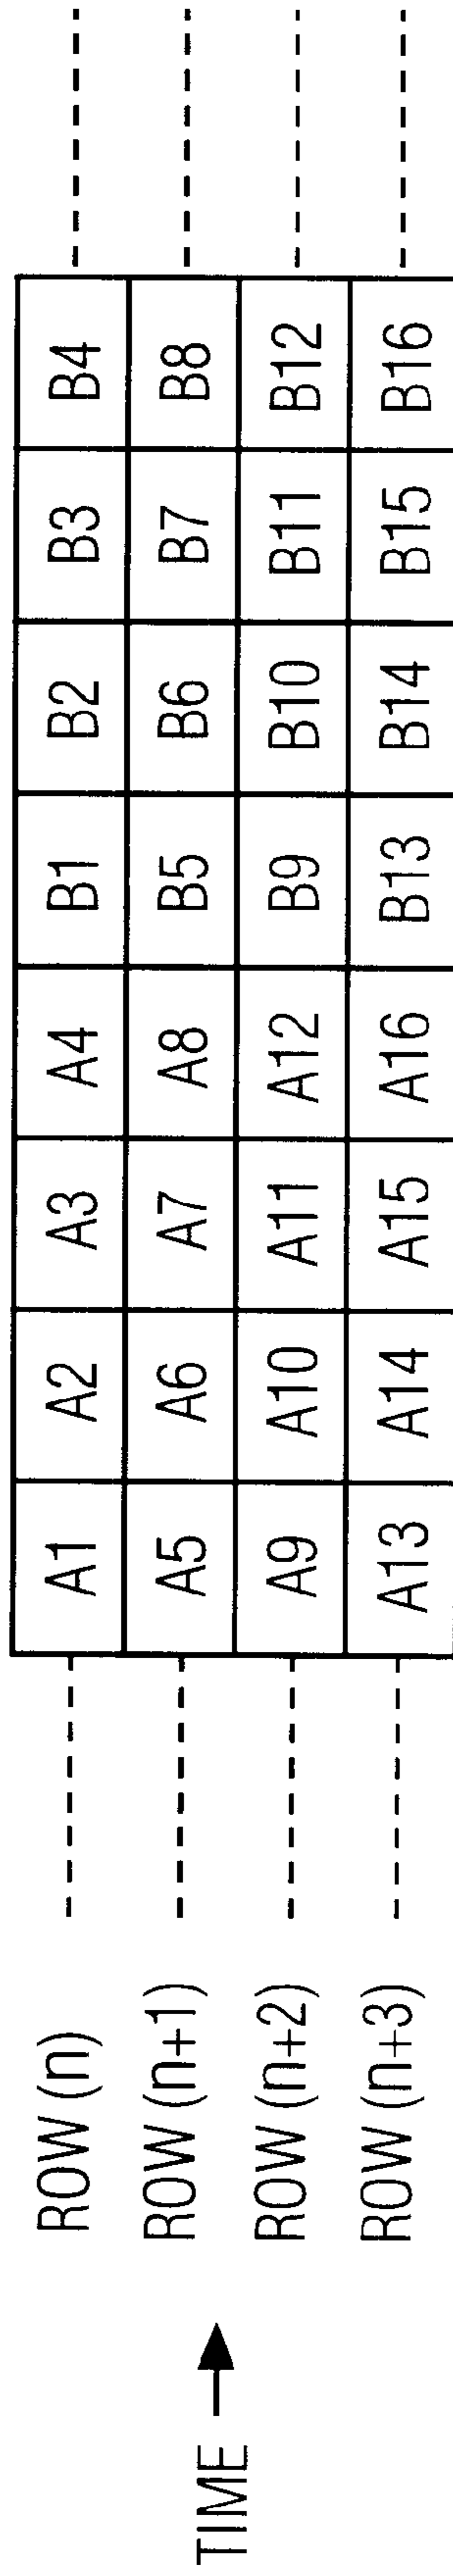 ROW (n) A1 A2 A3 A4 B1 B2 B3 B4
ROW (n+1) A5 A6 A7 A8 B5 B6 B7 B8
ROW (n+2) A9 A10 A11 A12 B9 B10 B11 B12
ROW (n+3) A13 A14 A15 A16 B13 B14 B15 B16
TIME